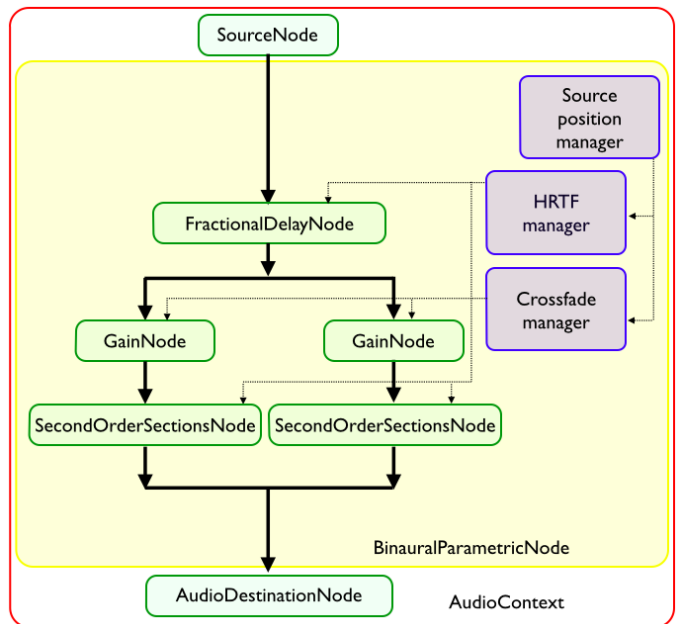 SourceNode
Source
position
manager
HRTF
manager
FractionalDelayNode
Crossfade
manager
GainNode
GainNode
SecondOrderSectionsNode
SecondOrderSectionsNode
BinauralParametricNode
AudioDestinationNode
AudioContext